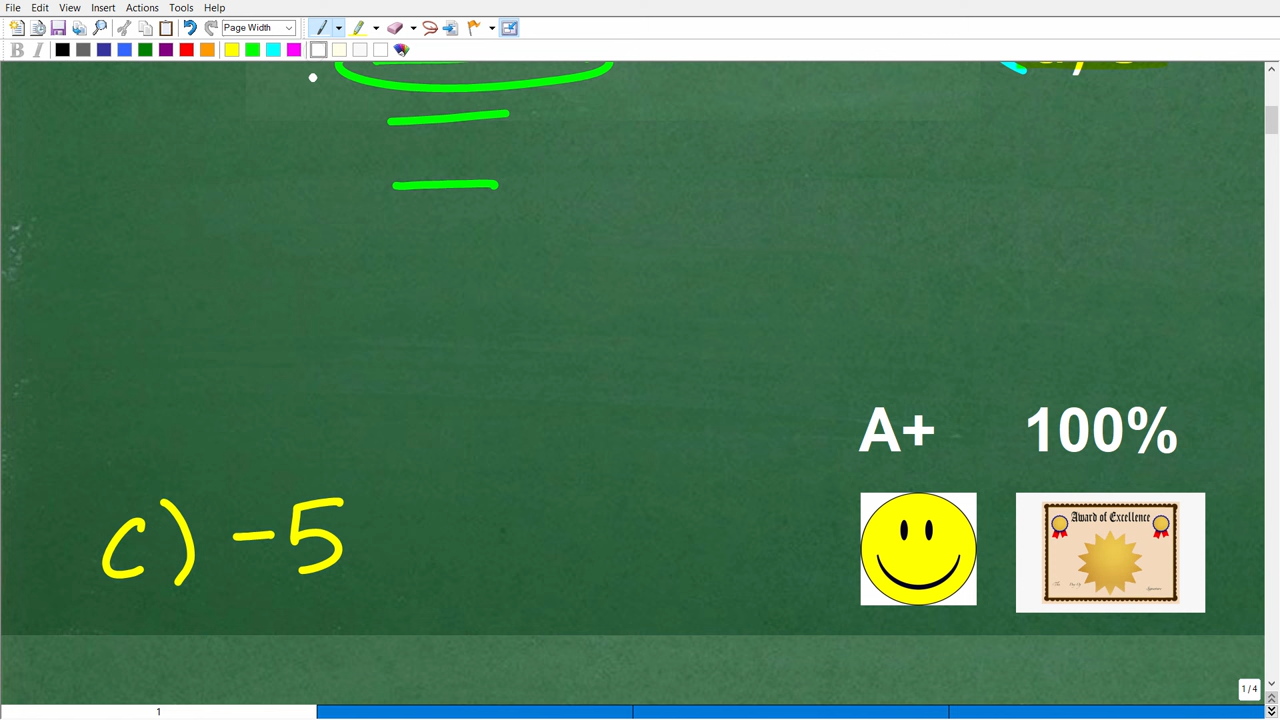 File Edit View Insert Actions Tools Help
Page Width
B I
A+ 100%
c) -5
Award of Excellence
1 / 4
1